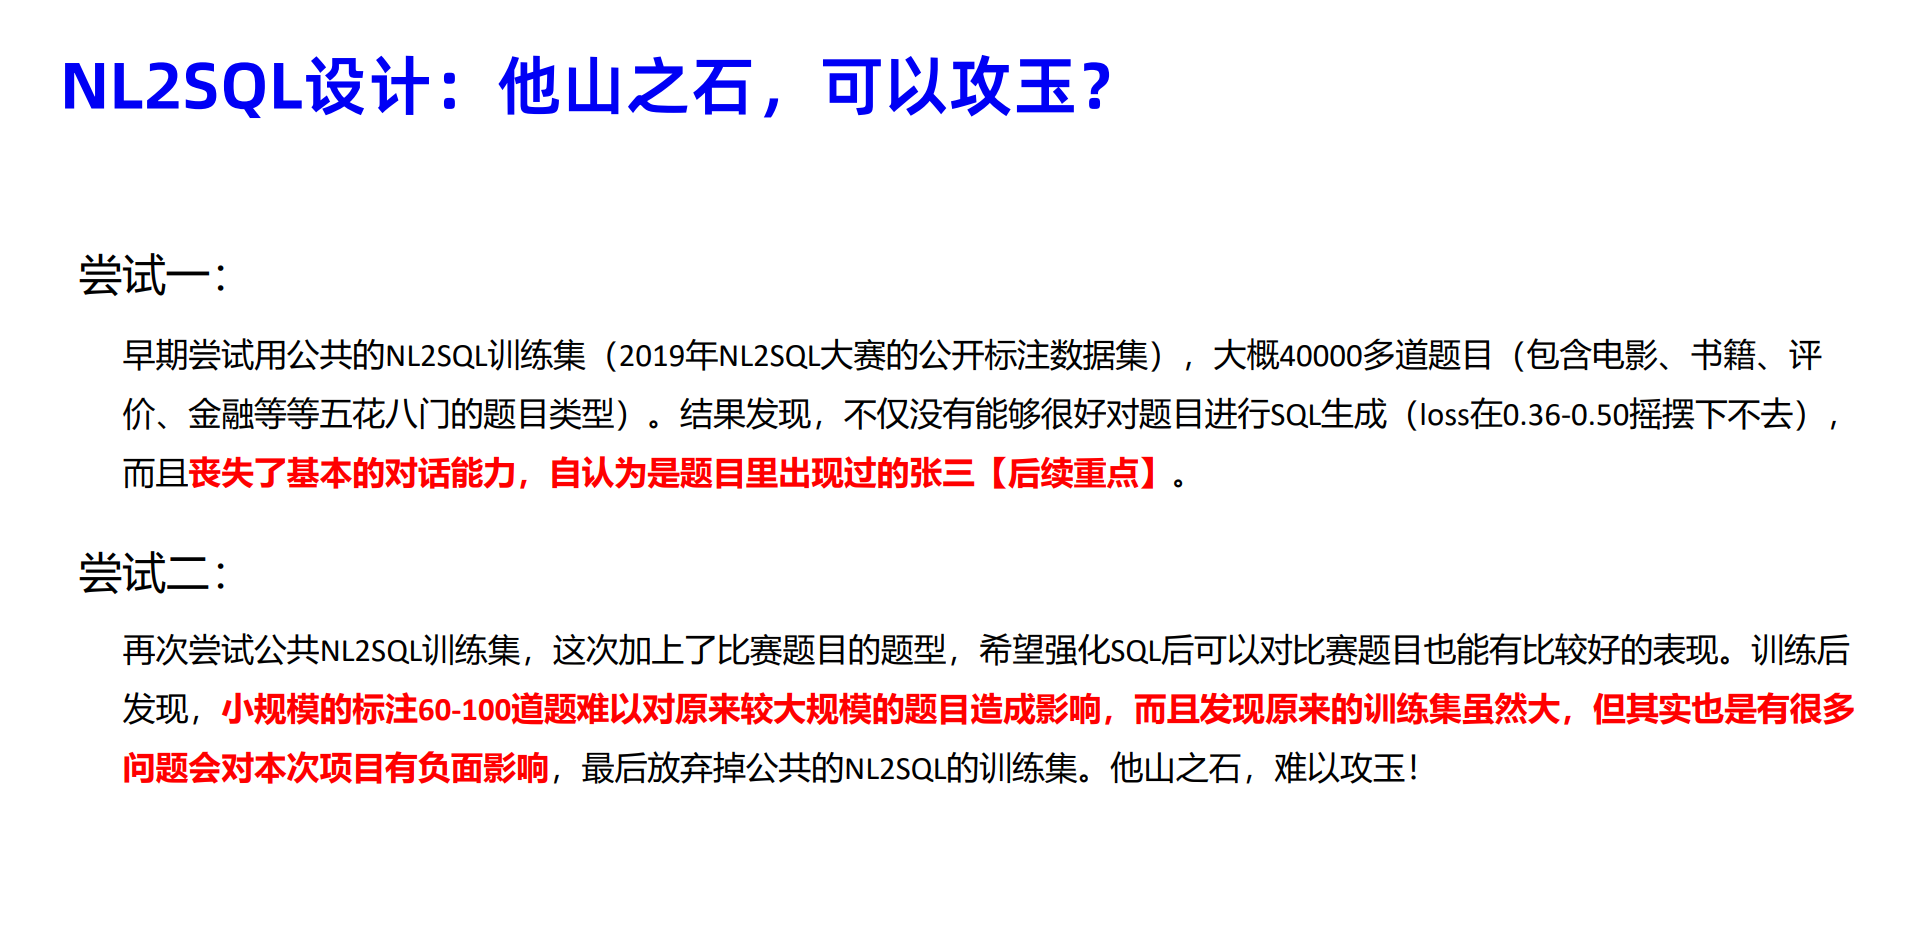 NL2SQL设计：他山之石，可以攻玉？
尝试一：
早期尝试用公共的NL2SQL训练集（2019年NL2SQL大赛的公开标注数据集），大概40000多道题目（包含电影、书籍、评
价、金融等等五花八门的题目类型）。结果发现，不仅没有能够很好对题目进行SQL生成（loss在0.36-0.50摇摆下不去），
而且丧失了基本的对话能力，自认为是题目里出现过的张三【后续重点】。
尝试二：
再次尝试公共NL2SQL训练集，这次加上了比赛题目的题型，希望强化SQL后可以对比赛题目也能有比较好的表现。训练后
发现，小规模的标注60-100道题难以对原来较大规模的题目造成影响，而且发现原来的训练集虽然大，但其实也是有很多
问题会对本次项目有负面影响，最后放弃掉公共的NL2SQL的训练集。他山之石，难以攻玉！